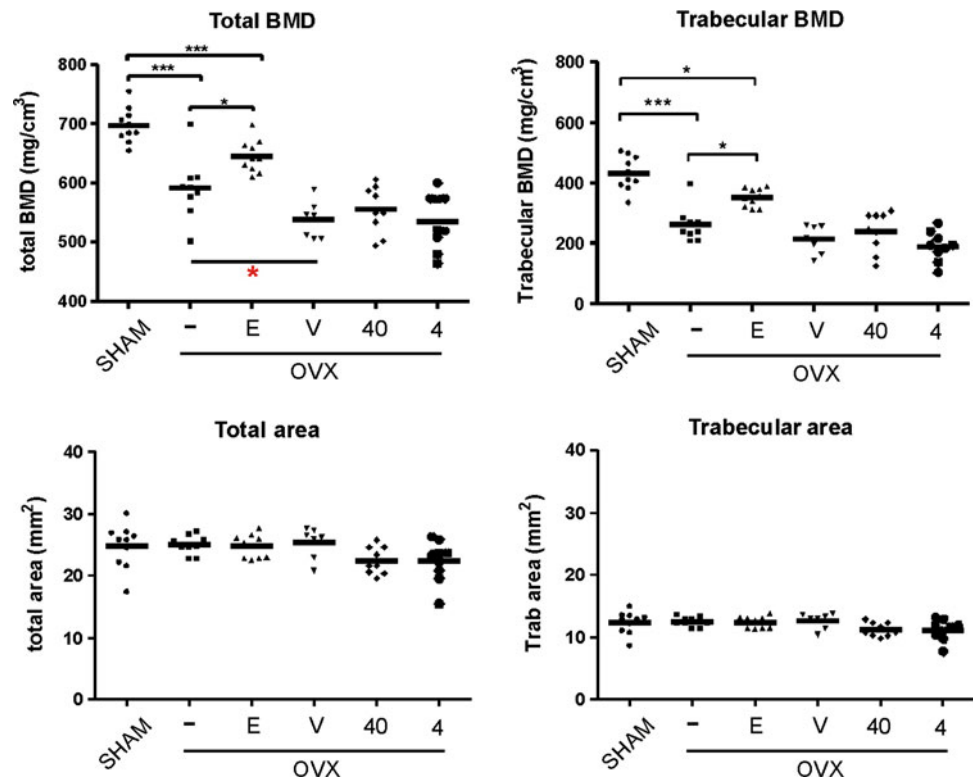 Total BMD
***
***
*
total BMD (mg/cm³)
800
700
600
500
400
*
SHAM
–
E
V
40
4
OVX
Trabecular BMD
*
***
*
Trabecular BMD (mg/cm³)
800
600
400
200
0
SHAM
–
E
V
40
4
OVX
Total area
total area (mm²)
40
30
20
10
0
SHAM
–
E
V
40
4
OVX
Trabecular area
Trab area (mm²)
40
30
20
10
0
SHAM
–
E
V
40
4
OVX